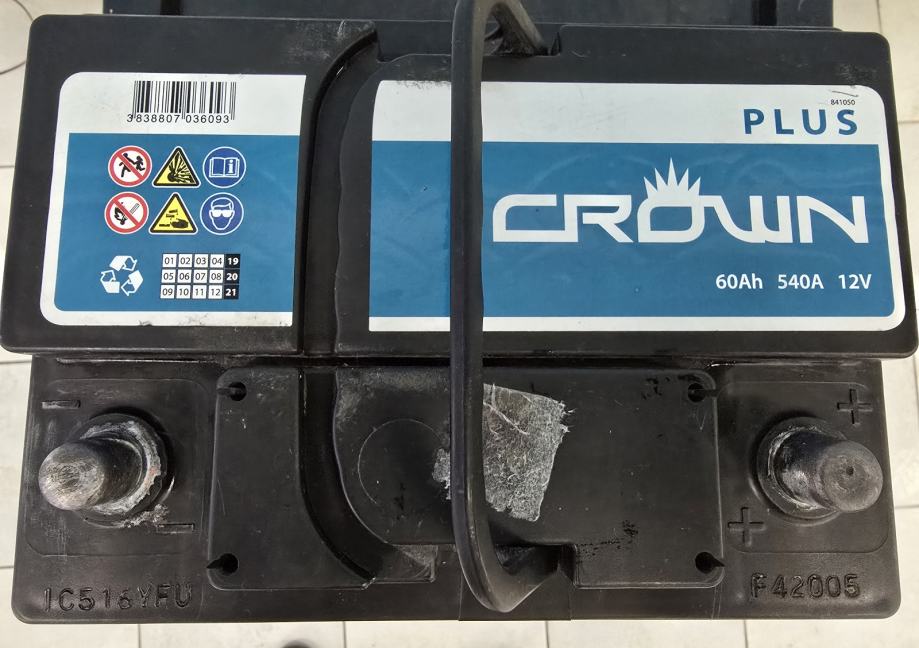 3838807 036093
01 02 03 04 19
05 06 07 08 20
09 10 11 12 21
841050
PLUS
CROWN
60Ah 540A 12V
-
+
-
+
IC516YFU
F42005